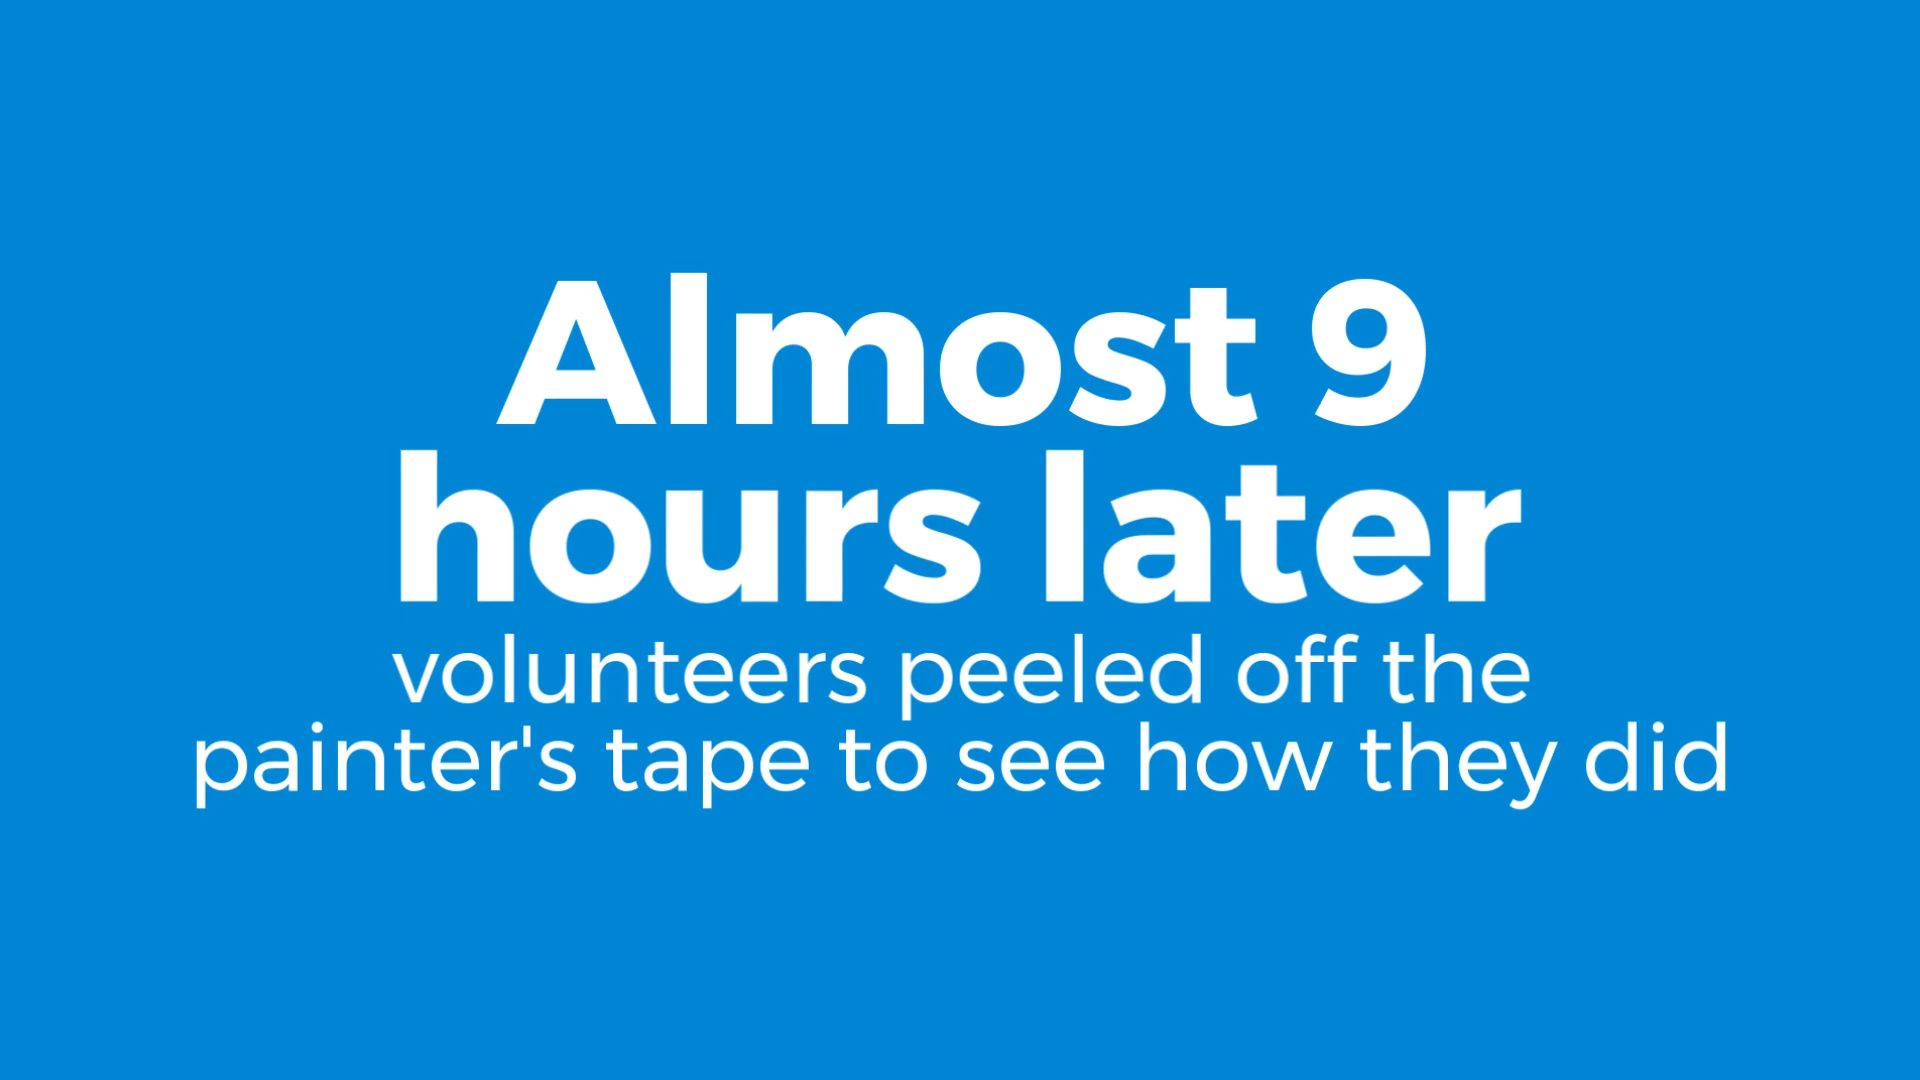 Almost 9
hours later
volunteers peeled off the
painter's tape to see how they did